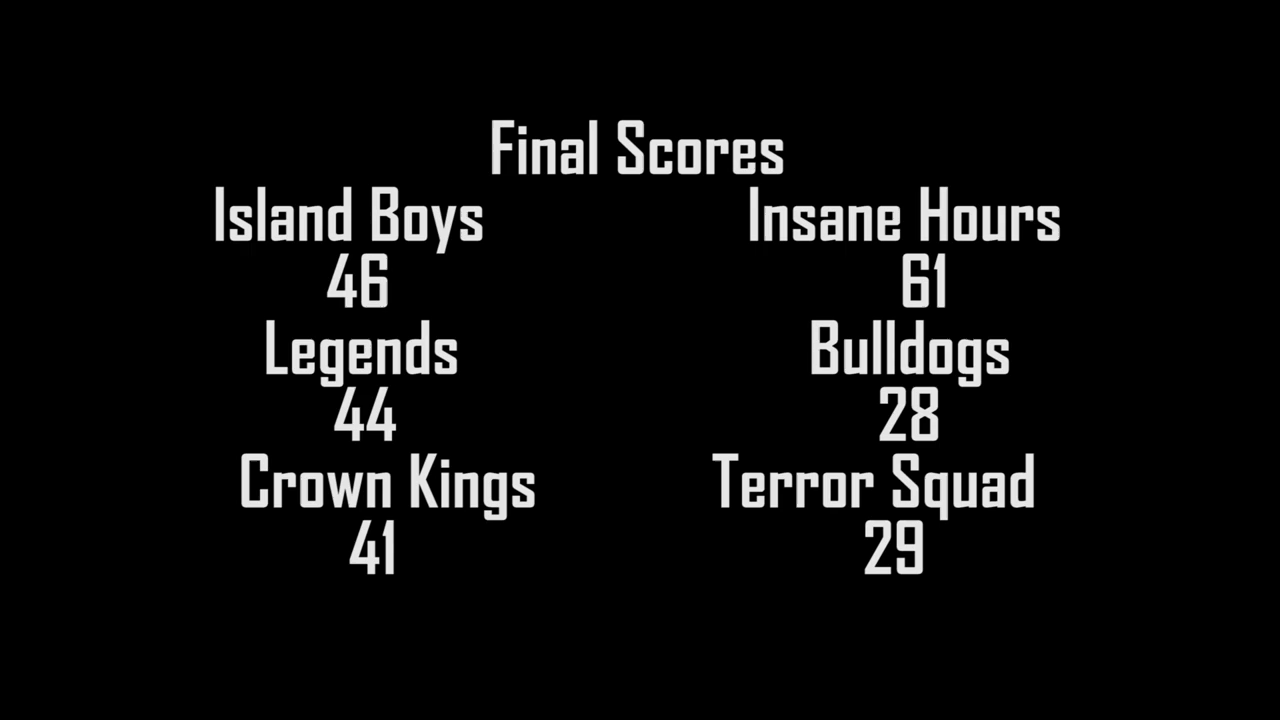 Final Scores
Island Boys Insane Hours
46 61
Legends Bulldogs
44 28
Crown Kings Terror Squad
41 29